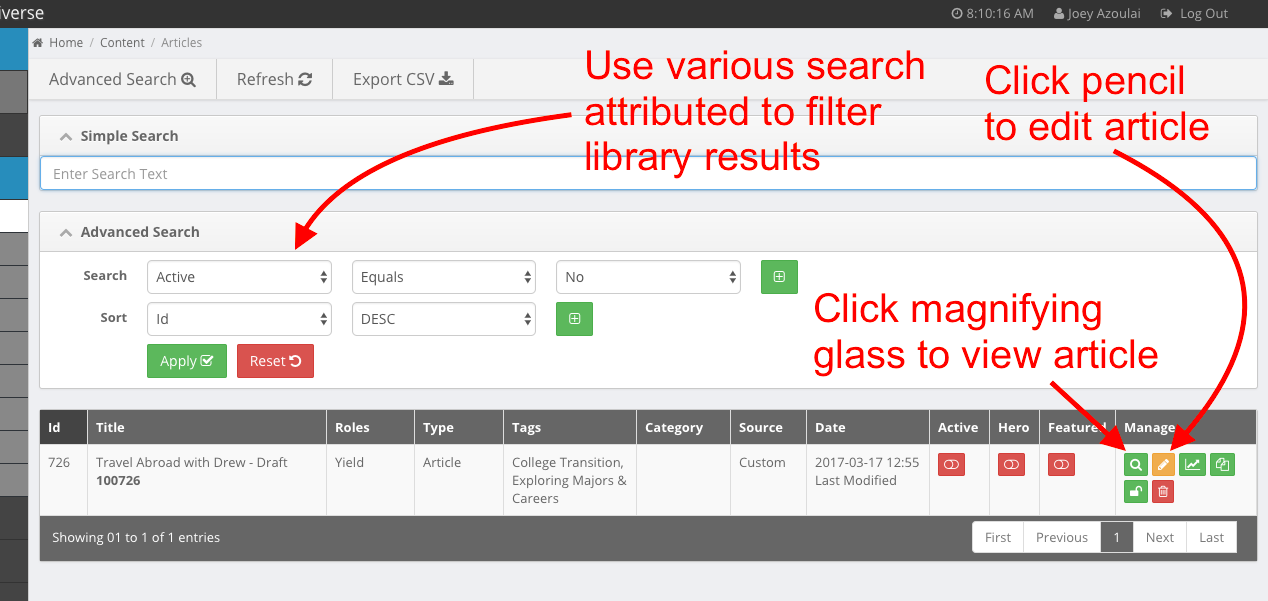 iverse
8:10:16 AM Joey Azoulai Log Out
Home / Content / Articles
Advanced Search Refresh Export CSV
Use various search
attributed to filter
library results
Click pencil
to edit article
Simple Search
Enter Search Text
Advanced Search
Search Active Equals No
Sort Id DESC
Apply Reset
Click magnifying
glass to view article
Id Title Roles Type Tags Category Source Date Active Hero Featured Manage
726 Travel Abroad with Drew - Draft Yield Article College Transition, Custom 2017-03-17 12:55
100726 Exploring Majors & Last Modified
Careers
Showing 01 to 1 of 1 entries
First Previous 1 Next Last